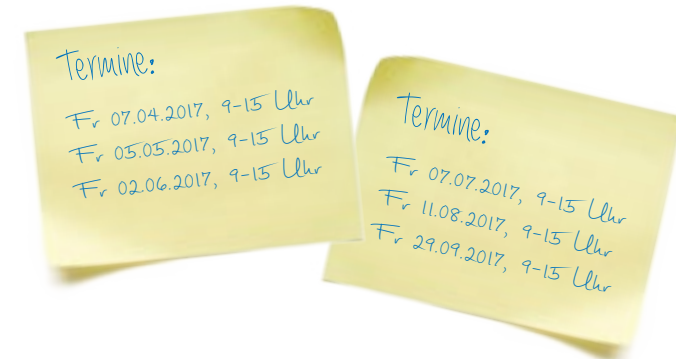 Termine:
Fr 07.04.2017, 9-15 Uhr
Fr 05.05.2017, 9-15 Uhr
Fr 02.06.2017, 9-15 Uhr
Termine:
Fr 07.07.2017, 9-15 Uhr
Fr 11.08.2017, 9-15 Uhr
Fr 29.09.2017, 9-15 Uhr